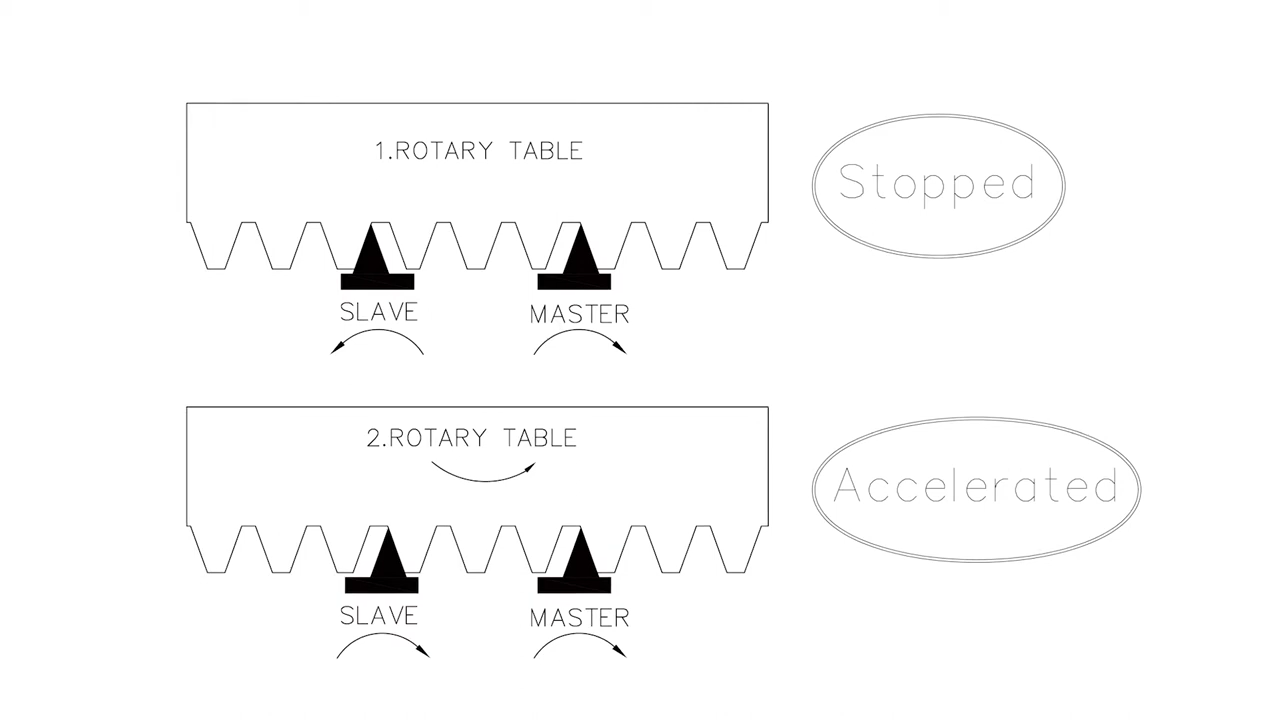 1.ROTARY TABLE
Stopped
SLAVE
MASTER
2.ROTARY TABLE
Accelerated
SLAVE
MASTER